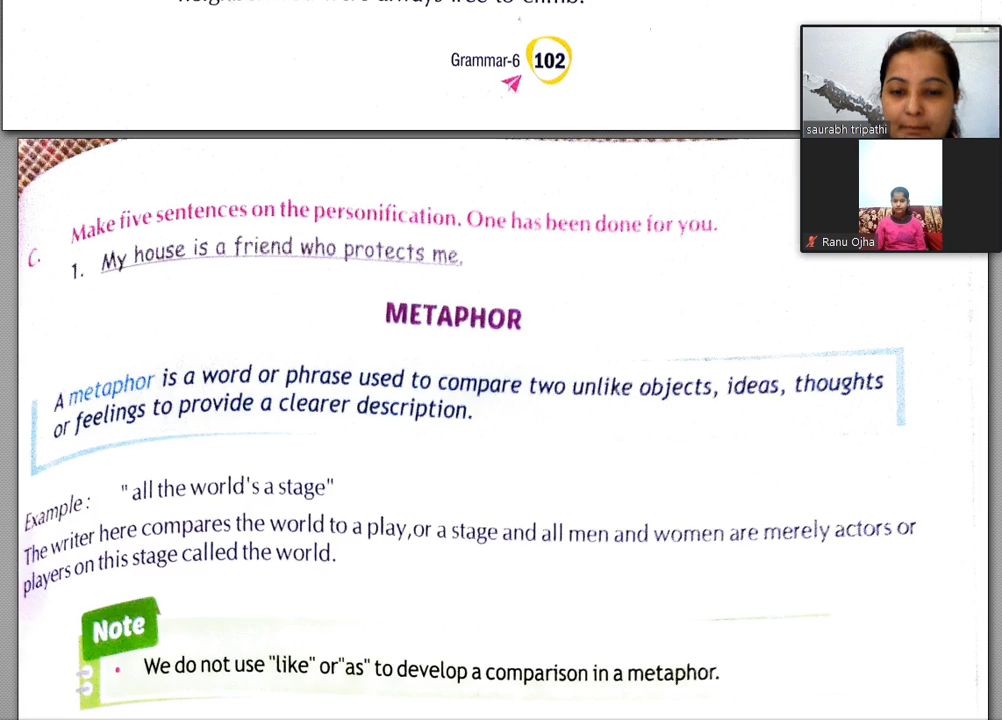 Grammar-6 102
saurabh tripathi
Ranu Ojha
C. Make five sentences on the personification. One has been done for you.
1. My house is a friend who protects me.
METAPHOR
A metaphor is a word or phrase used to compare two unlike objects, ideas, thoughts
or feelings to provide a clearer description.
Example: " all the world's a stage"
The writer here compares the world to a play,or a stage and all men and women are merely actors or
players on this stage called the world.
Note
• We do not use "like" or"as" to develop a comparison in a metaphor.